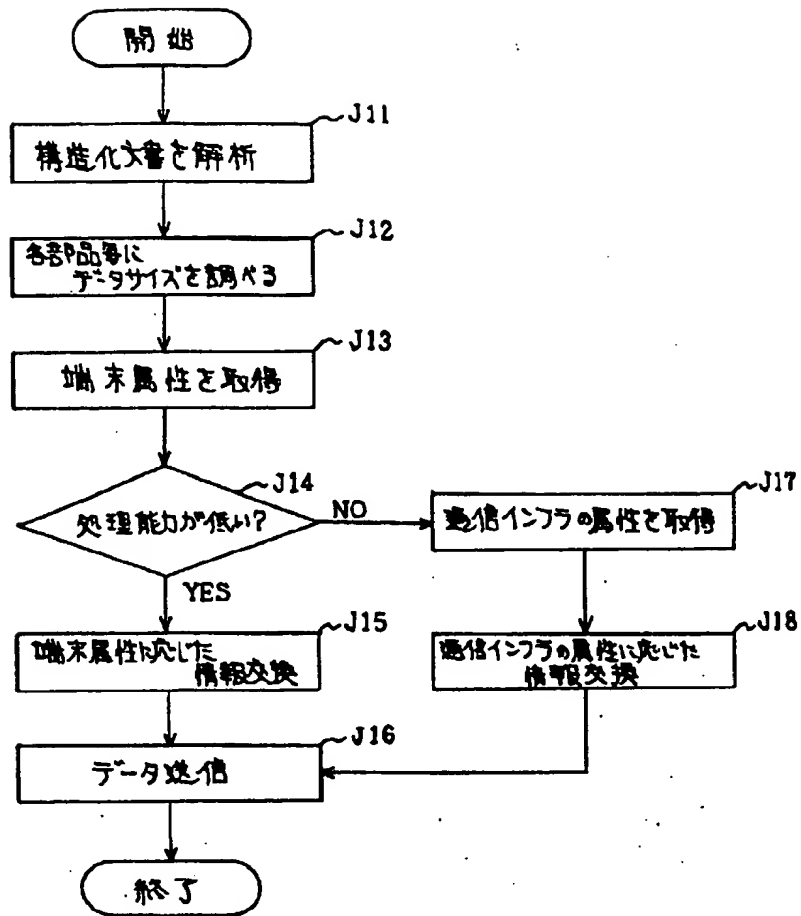 開始
J11
構造化文書を解析
J12
各部品毎に
データサイズを調べる
J13
端末属性を取得
J14
処理能力が低い?
NO
YES
J17
通信インフラの属性を取得
J15
端末属性に応じた
情報交換
J18
通信インフラの属性に応じた
情報交換
J16
データ送信
終了